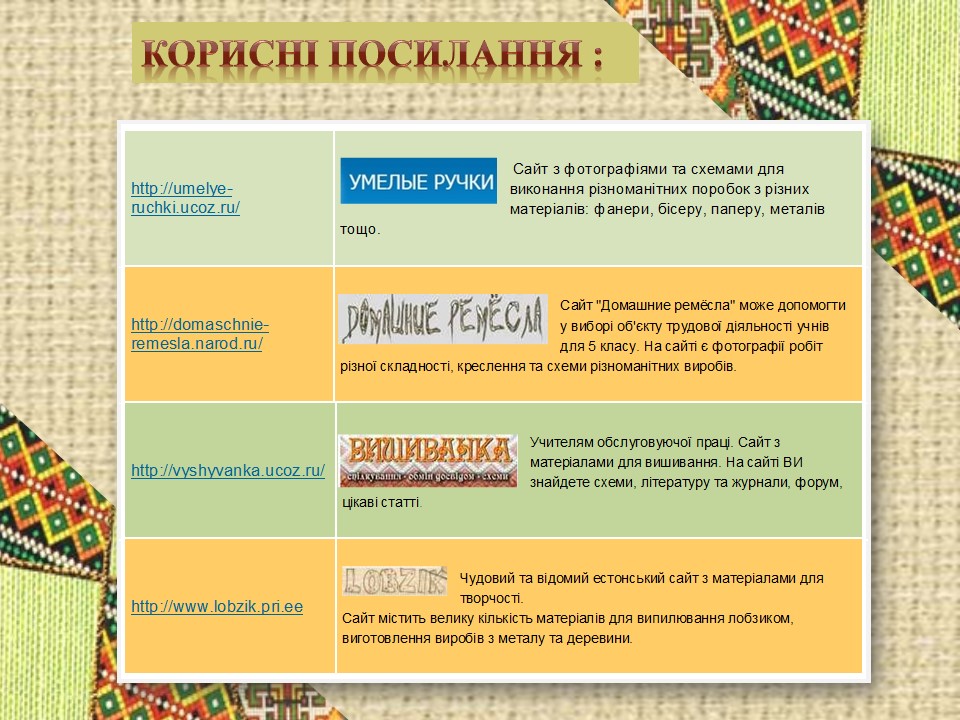 КОРИСНІ ПОСИЛАННЯ :
http://umelye-
ruchki.ucoz.ru/
УМЕЛЫЕ РУЧКИ
Сайт з фотографіями та схемами для
виконання різноманітних поробок з різних
матеріалів: фанери, бісеру, паперу, металів
тощо.
http://domaschnie-
remesla.narod.ru/
ДОМАШНИЕ РЕМЁСЛА
Сайт "Домашние ремёсла" може допомогти
у виборі об'єкту трудової діяльності учнів
для 5 класу. На сайті є фотографії робіт
різної складності, креслення та схеми різноманітних виробів.
http://vyshyvanka.ucoz.ru/
ВИШИВАНКА
спілкування - обмін досвідом - схеми
Учителям обслуговуючої праці. Сайт з
матеріалами для вишивання. На сайті ВИ
знайдете схеми, літературу та журнали, форум,
цікаві статті.
http://www.lobzik.pri.ee
LOBZIK
Чудовий та відомий естонський сайт з матеріалами для
творчості.
Сайт містить велику кількість матеріалів для випилювання лобзиком,
виготовлення виробів з металу та деревини.